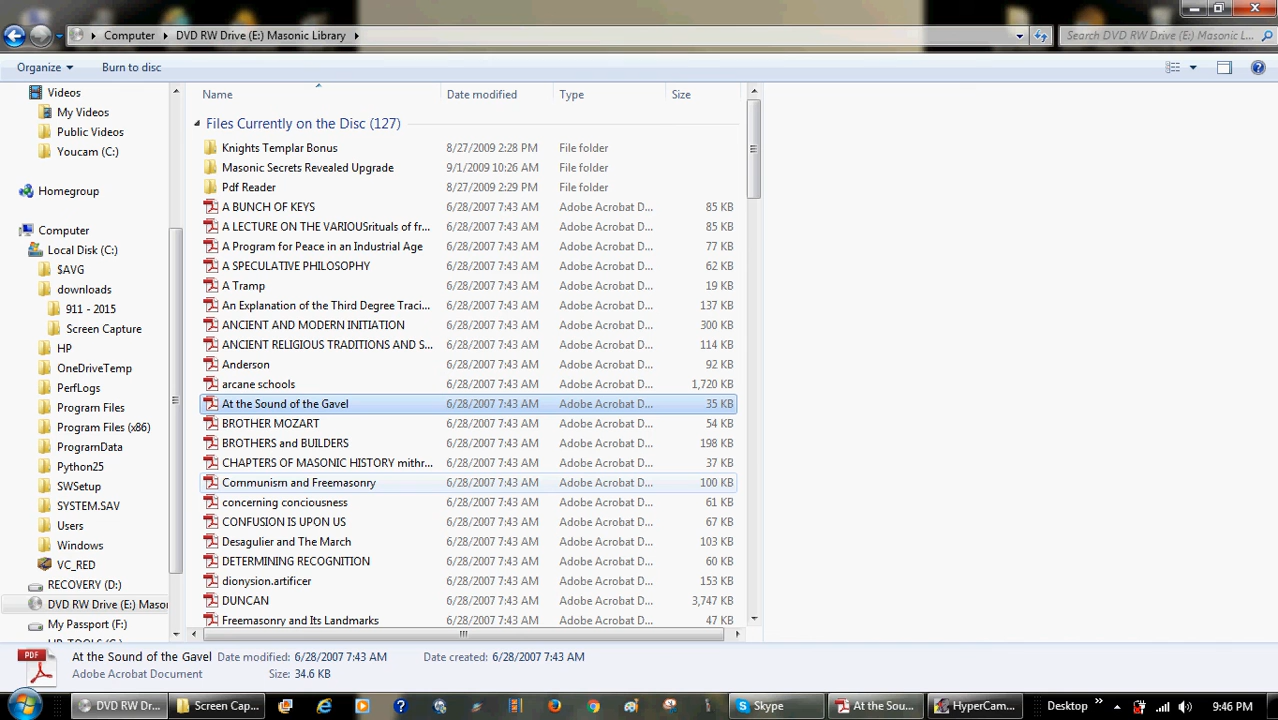 Computer DVD RW Drive (E:) Masonic Library Search DVD RW Drive (E:) Masonic L...
Organize Burn to disc
Videos
My Videos
Public Videos
Youcam (C:)
Homegroup
Computer
Local Disk (C:)
$AVG
downloads
911 - 2015
Screen Capture
HP
OneDriveTemp
PerfLogs
Program Files
Program Files (x86)
ProgramData
Python25
SWSetup
SYSTEM.SAV
Users
Windows
VC_RED
RECOVERY (D:)
DVD RW Drive (E:) Mason
My Passport (F:)
Name Date modified Type Size
Files Currently on the Disc (127)
Knights Templar Bonus 8/27/2009 2:28 PM File folder
Masonic Secrets Revealed Upgrade 9/1/2009 10:26 AM File folder
Pdf Reader 8/27/2009 2:29 PM File folder
A BUNCH OF KEYS 6/28/2007 7:43 AM Adobe Acrobat D... 85 KB
A LECTURE ON THE VARIOUSrituals of fr... 6/28/2007 7:43 AM Adobe Acrobat D... 85 KB
A Program for Peace in an Industrial Age 6/28/2007 7:43 AM Adobe Acrobat D... 77 KB
A SPECULATIVE PHILOSOPHY 6/28/2007 7:43 AM Adobe Acrobat D... 62 KB
A Tramp 6/28/2007 7:43 AM Adobe Acrobat D... 19 KB
An Explanation of the Third Degree Traci... 6/28/2007 7:43 AM Adobe Acrobat D... 137 KB
ANCIENT AND MODERN INITIATION 6/28/2007 7:43 AM Adobe Acrobat D... 300 KB
ANCIENT RELIGIOUS TRADITIONS AND S... 6/28/2007 7:43 AM Adobe Acrobat D... 114 KB
Anderson 6/28/2007 7:43 AM Adobe Acrobat D... 92 KB
arcane schools 6/28/2007 7:43 AM Adobe Acrobat D... 1,720 KB
At the Sound of the Gavel 6/28/2007 7:43 AM Adobe Acrobat D... 35 KB
BROTHER MOZART 6/28/2007 7:43 AM Adobe Acrobat D... 54 KB
BROTHERS and BUILDERS 6/28/2007 7:43 AM Adobe Acrobat D... 198 KB
CHAPTERS OF MASONIC HISTORY mithr... 6/28/2007 7:43 AM Adobe Acrobat D... 37 KB
Communism and Freemasonry 6/28/2007 7:43 AM Adobe Acrobat D... 100 KB
concerning conciousness 6/28/2007 7:43 AM Adobe Acrobat D... 61 KB
CONFUSION IS UPON US 6/28/2007 7:43 AM Adobe Acrobat D... 67 KB
Desagulier and The March 6/28/2007 7:43 AM Adobe Acrobat D... 103 KB
DETERMINING RECOGNITION 6/28/2007 7:43 AM Adobe Acrobat D... 60 KB
dionysion.artificer 6/28/2007 7:43 AM Adobe Acrobat D... 153 KB
DUNCAN 6/28/2007 7:43 AM Adobe Acrobat D... 3,747 KB
Freemasonry and Its Landmarks 6/28/2007 7:43 AM Adobe Acrobat D... 47 KB
PDF
At the Sound of the Gavel Date modified: 6/28/2007 7:43 AM Date created: 6/28/2007 7:43 AM
Adobe Acrobat Document Size: 34.6 KB
DVD RW Dr... Screen Cap... Skype At the Sou... HyperCam... Desktop 9:46 PM